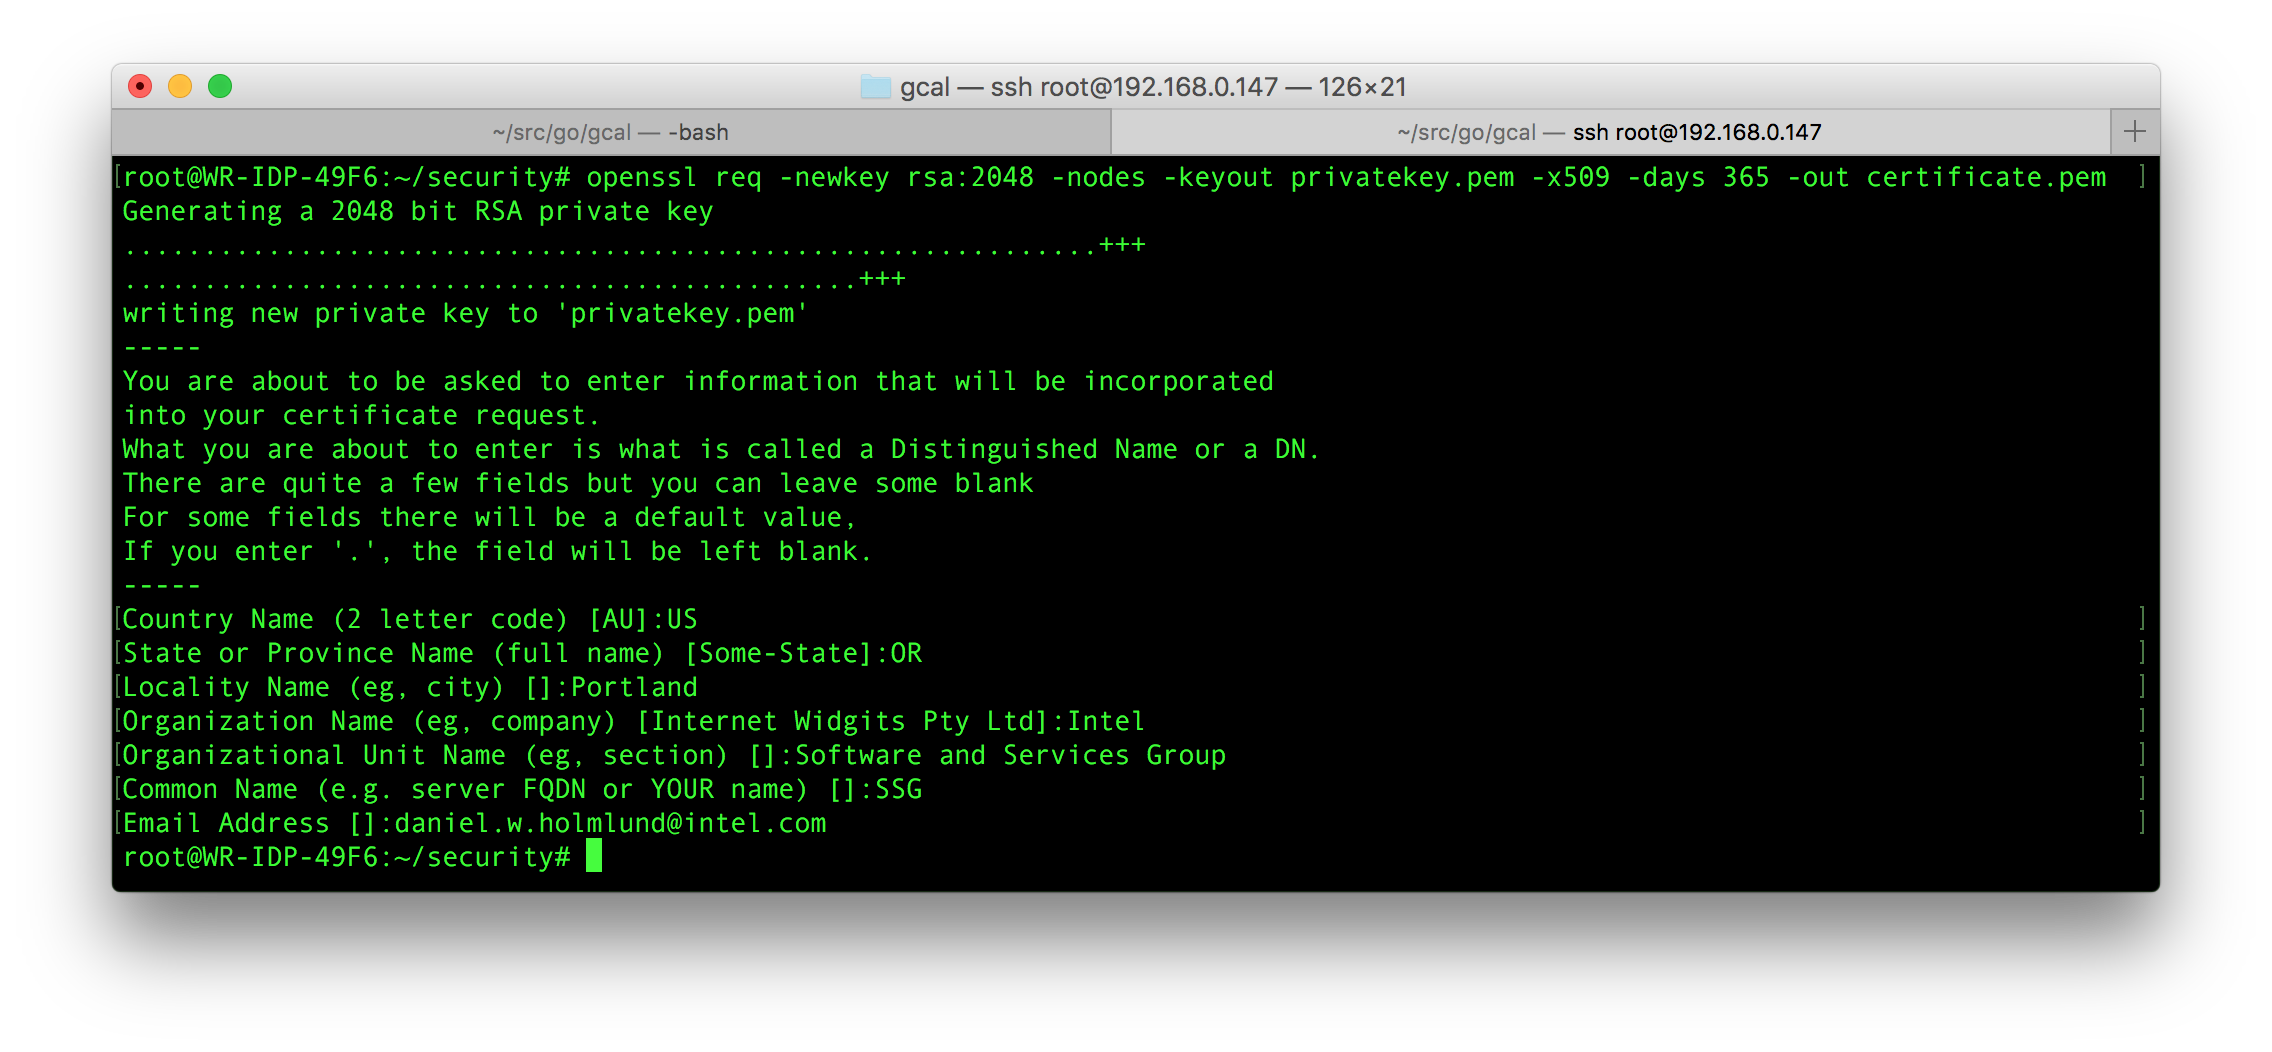 gcal — ssh root@192.168.0.147 — 126×21
~/src/go/gcal — -bash
~/src/go/gcal — ssh root@192.168.0.147
[root@WR-IDP-49F6:~/security# openssl req -newkey rsa:2048 -nodes -keyout privatekey.pem -x509 -days 365 -out certificate.pem ]
Generating a 2048 bit RSA private key
.............................................................+++
..............................................+++
writing new private key to 'privatekey.pem'
-----
You are about to be asked to enter information that will be incorporated
into your certificate request.
What you are about to enter is what is called a Distinguished Name or a DN.
There are quite a few fields but you can leave some blank
For some fields there will be a default value,
If you enter '.', the field will be left blank.
-----
[Country Name (2 letter code) [AU]:US ]
[State or Province Name (full name) [Some-State]:OR ]
[Locality Name (eg, city) []:Portland ]
[Organization Name (eg, company) [Internet Widgits Pty Ltd]:Intel ]
[Organizational Unit Name (eg, section) []:Software and Services Group ]
[Common Name (e.g. server FQDN or YOUR name) []:SSG ]
[Email Address []:daniel.w.holmlund@intel.com ]
root@WR-IDP-49F6:~/security#